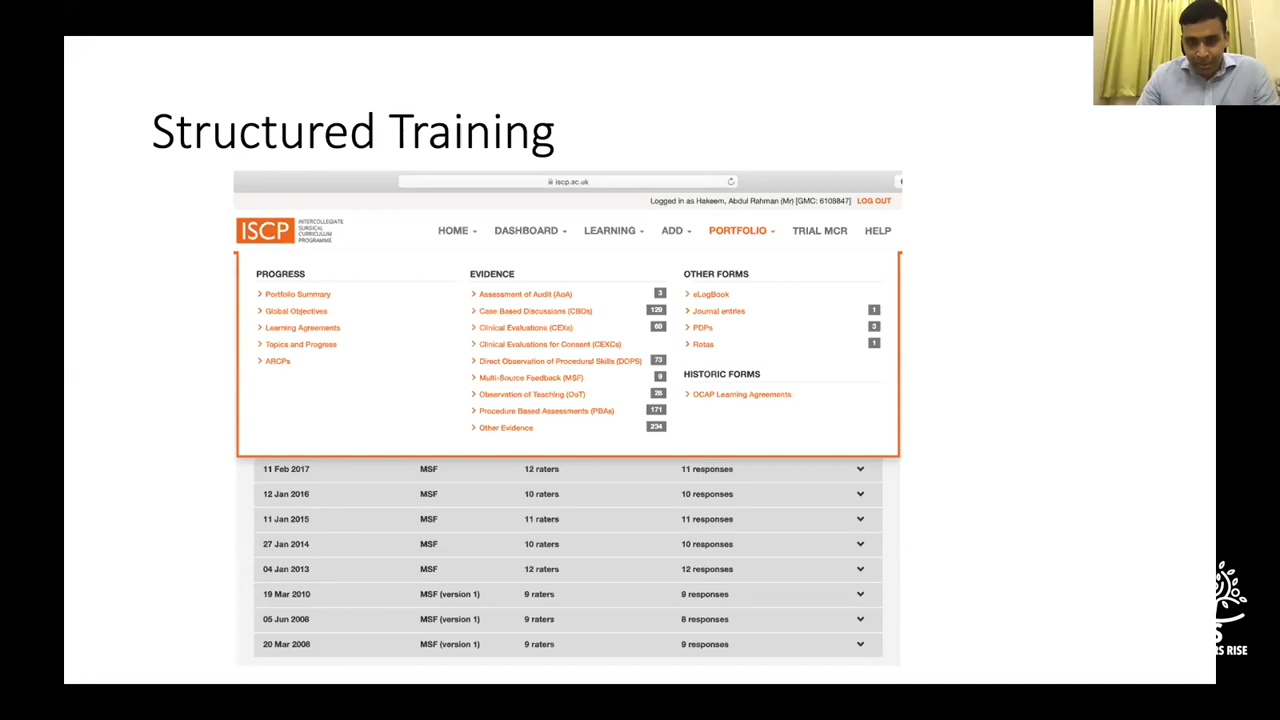 Structured Training
iscp.ac.uk
Logged in as Hakeem, Abdul Rahman (Mr) [GMC: 6108847] LOG OUT
ISCP INTERCOLLEGIATE SURGICAL CURRICULUM PROGRAMME
HOME DASHBOARD LEARNING ADD PORTFOLIO TRIAL MCR HELP
PROGRESS
Portfolio Summary
Global Objectives
Learning Agreements
Topics and Progress
ARCPs
EVIDENCE
Assessment of Audit (AoA) 3
Case Based Discussions (CBDs) 129
Clinical Evaluations (CEXs) 69
Clinical Evaluations for Consent (CEXCs)
Direct Observation of Procedural Skills (DOPS) 73
Multi-Source Feedback (MSF) 9
Observation of Teaching (OoT) 26
Procedure Based Assessments (PBAs) 171
Other Evidence 234
OTHER FORMS
eLogBook
Journal entries 1
PDPs 3
Rotas 1
HISTORIC FORMS
OCAP Learning Agreements
11 Feb 2017 MSF 12 raters 11 responses
12 Jan 2016 MSF 10 raters 10 responses
11 Jan 2015 MSF 11 raters 11 responses
27 Jan 2014 MSF 10 raters 10 responses
04 Jan 2013 MSF 12 raters 12 responses
19 Mar 2010 MSF (version 1) 9 raters 9 responses
05 Jun 2008 MSF (version 1) 9 raters 8 responses
20 Mar 2008 MSF (version 1) 9 raters 9 responses
S
RS RISE